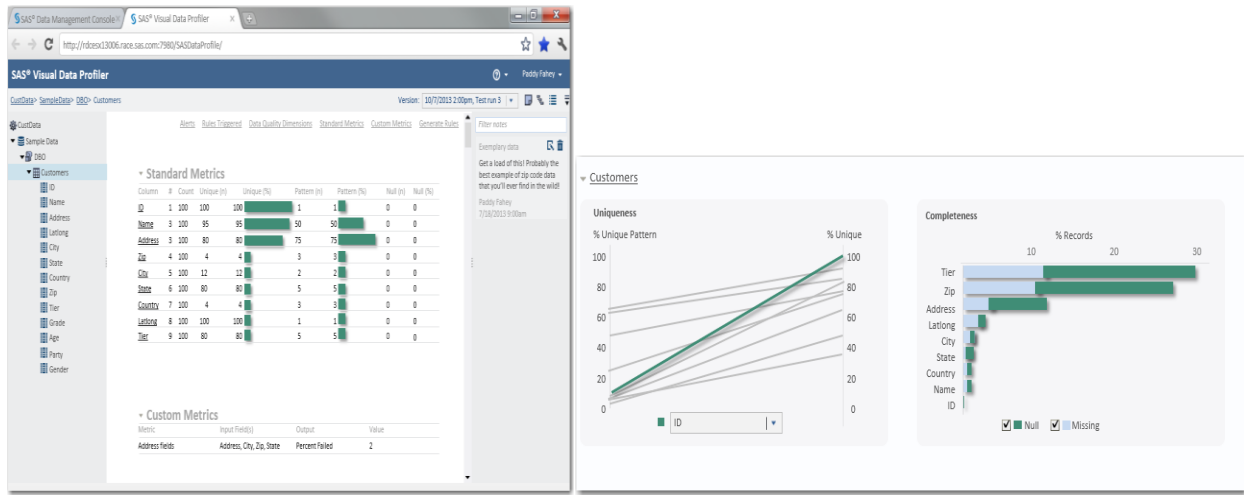 SAS® Data Management Console × SAS® Visual Data Profiler ×
http://rdcesx13006.race.sas.com:7980/SASDataProfile/
SAS® Visual Data Profiler Paddy Fahey
CustData> SampleData> DBO> Customers Version: 10/7/2013 2:00pm, Test run 3
CustData
Sample Data
DBO
Customers
ID
Name
Address
Latlong
City
State
Country
Zip
Tier
Grade
Age
Party
Gender
Alerts Rules Triggered Data Quality Dimensions Standard Metrics Custom Metrics Generate Rules
Standard Metrics
Column # Count Unique (n) Unique (%) Pattern (n) Pattern (%) Null (n) Null (%)
ID 1 100 100 100 1 1 0 0
Name 3 100 95 95 50 50 0 0
Address 3 100 80 80 75 75 0 0
Zip 4 100 4 4 3 3 0 0
City 5 100 12 12 2 2 0 0
State 6 100 80 80 5 5 0 0
Country 7 100 4 4 3 3 0 0
Latlong 8 100 100 100 1 1 0 0
Tier 9 100 80 80 5 5 0 0
Custom Metrics
Metric Input Field(s) Output Value
Address fields Address, City, Zip, State Percent Failed 2
Filter notes
Exemplary data
Get a load of this! Probably the
best example of zip code data
that you'll ever find in the wild!
Paddy Fahey
7/18/2013 9:00am
Customers
Uniqueness
% Unique Pattern % Unique
100 100
80 80
60 60
40 40
20 20
0 0
ID
Completeness
% Records
10 20 30
Tier
Zip
Address
Latlong
City
State
Country
Name
ID
Null Missing